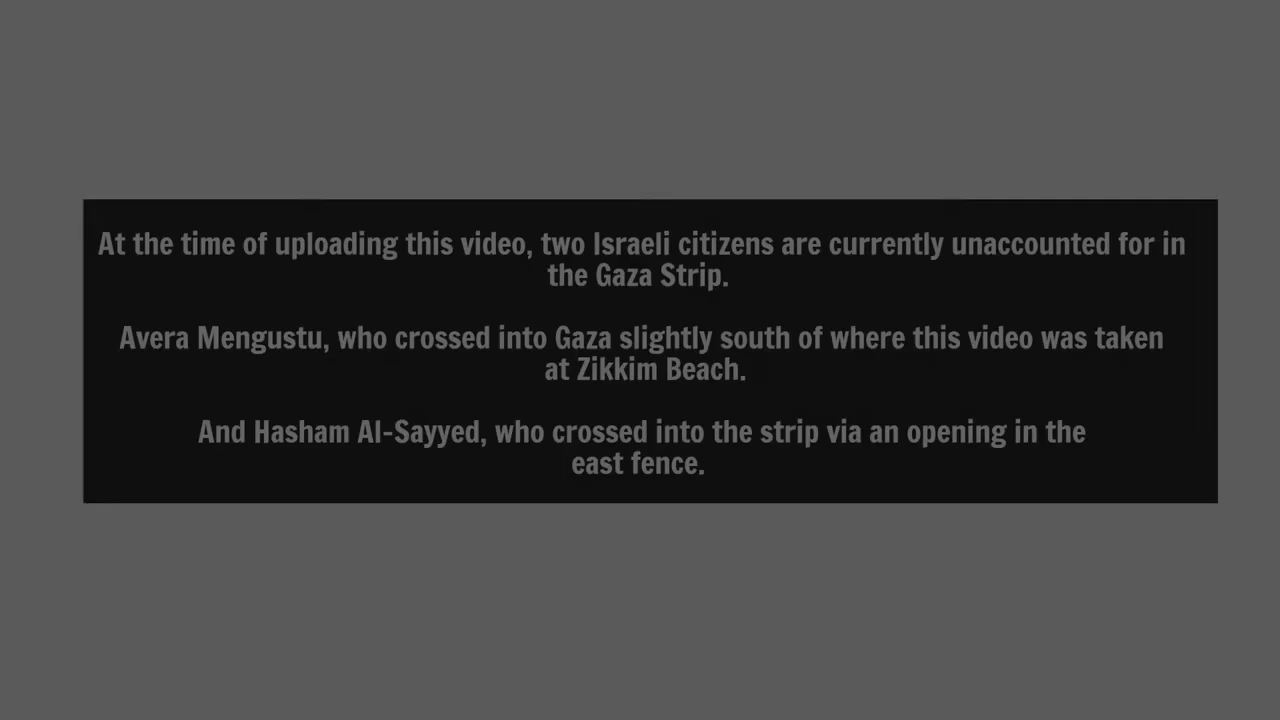 At the time of uploading this video, two Israeli citizens are currently unaccounted for in
the Gaza Strip.
Avera Mengustu, who crossed into Gaza slightly south of where this video was taken
at Zikkim Beach.
And Hasham Al-Sayyed, who crossed into the strip via an opening in the
east fence.